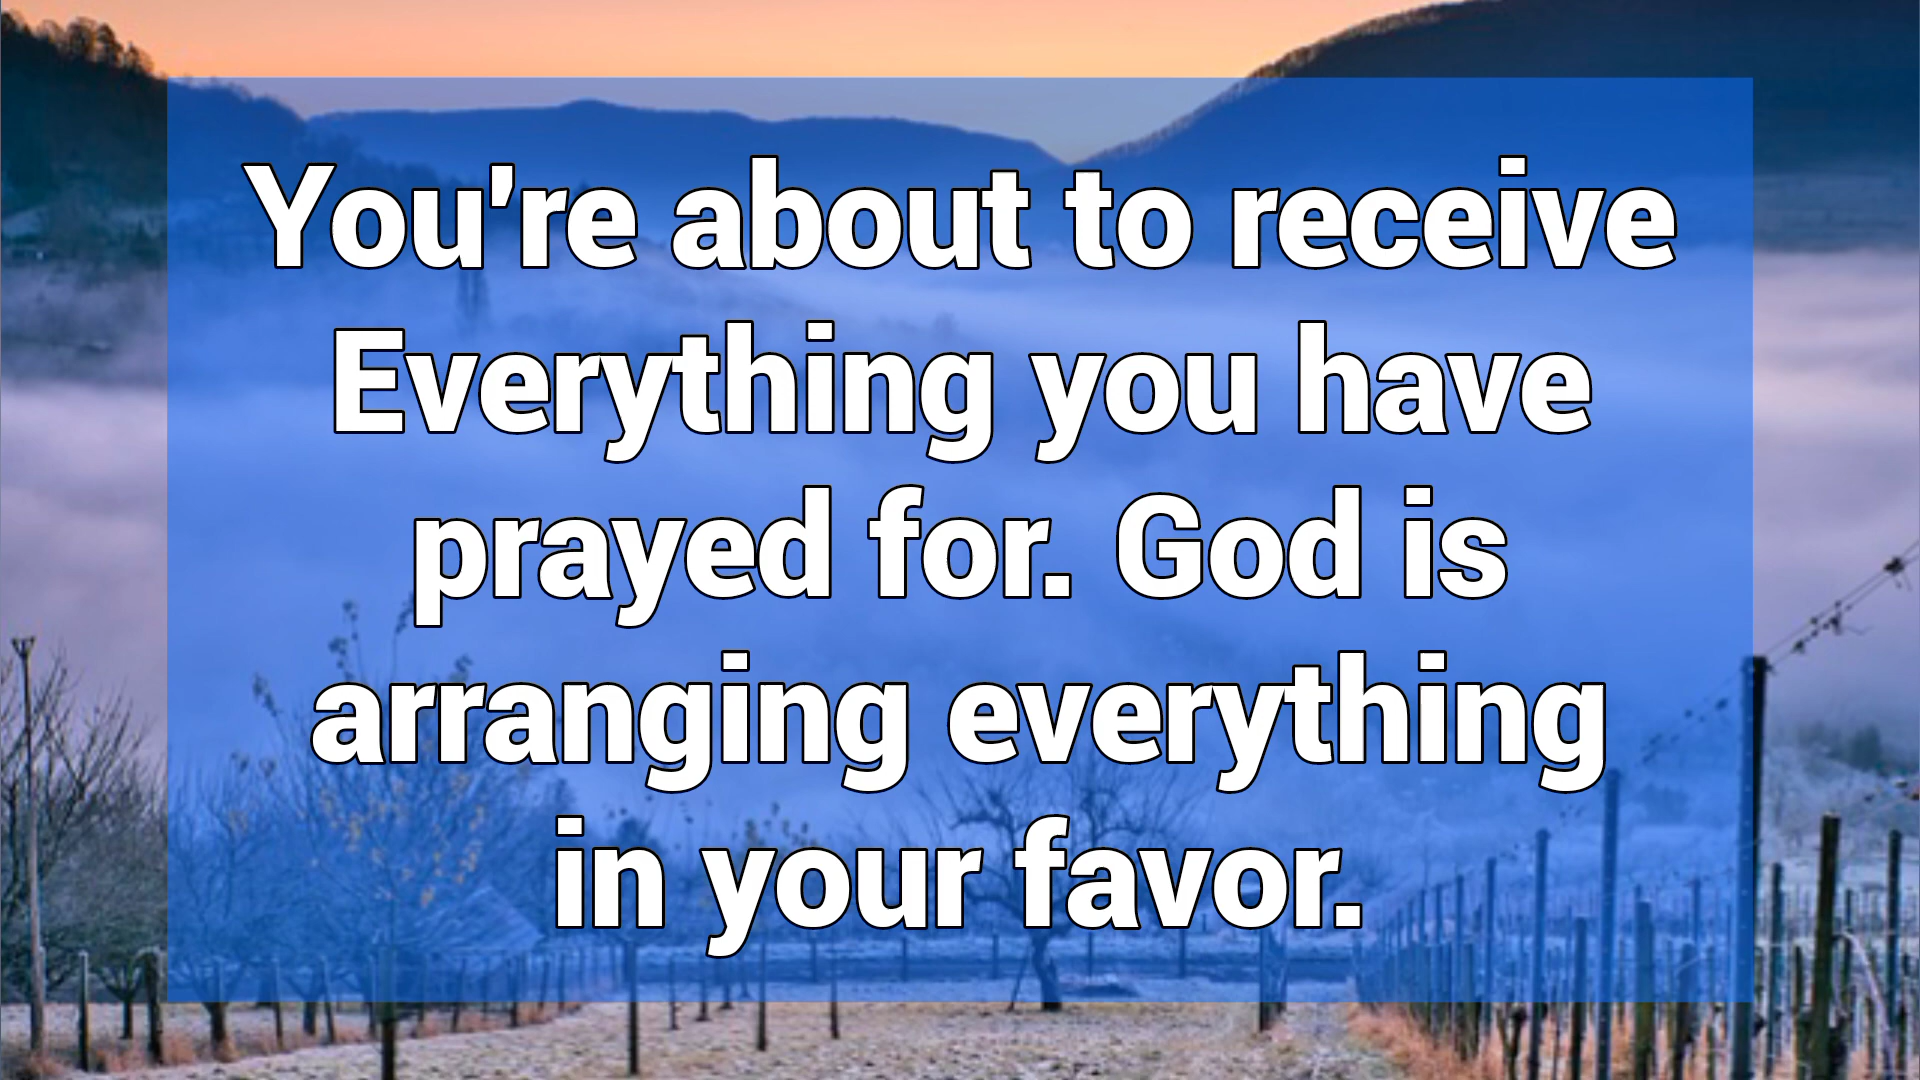 You're about to receive
Everything you have
prayed for. God is
arranging everything
in your favor.